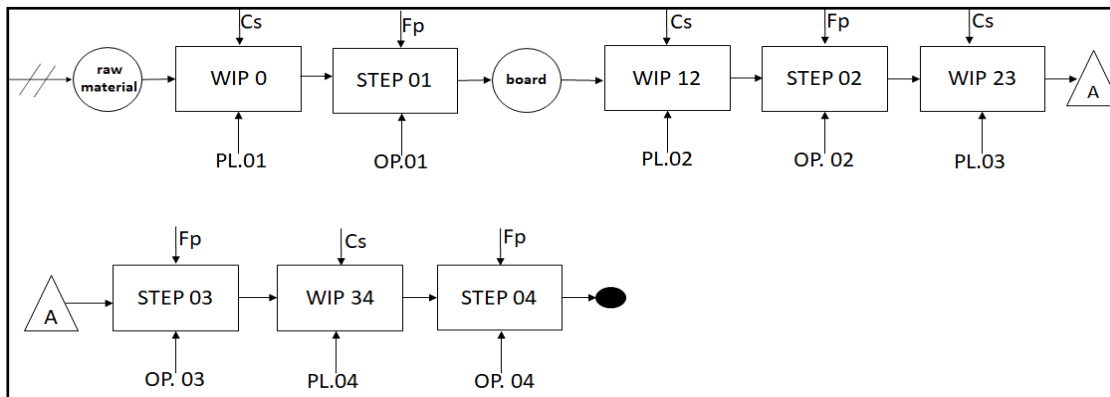 Cs
Fp
Cs
Fp
Cs
raw
material
WIP 0
STEP 01
board
WIP 12
STEP 02
WIP 23
A
PL.01
OP.01
PL.02
OP. 02
PL.03
Fp
Cs
Fp
A
STEP 03
WIP 34
STEP 04
OP. 03
PL.04
OP. 04